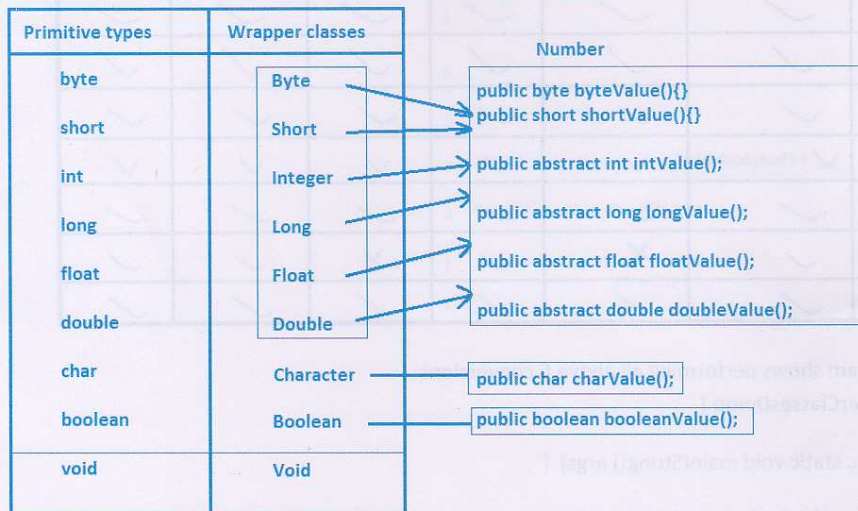 Primitive types Wrapper classes
Number
byte Byte
public byte byteValue(){}
public short shortValue(){}
short Short
int Integer
public abstract int intValue();
long Long
public abstract long longValue();
float Float
public abstract float floatValue();
double Double
public abstract double doubleValue();
char Character
public char charValue();
boolean Boolean
public boolean booleanValue();
void Void